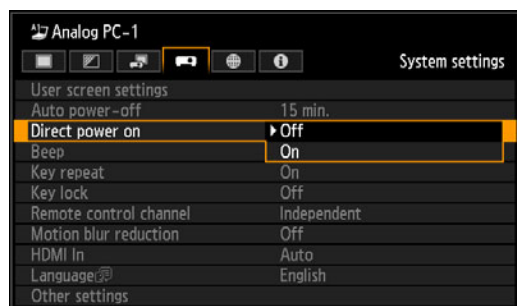 Analog PC-1
System settings
User screen settings
Auto power-off 15 min.
Direct power on Off
Beep On
Key repeat On
Key lock Off
Remote control channel Independent
Motion blur reduction Off
HDMI In Auto
Language English
Other settings